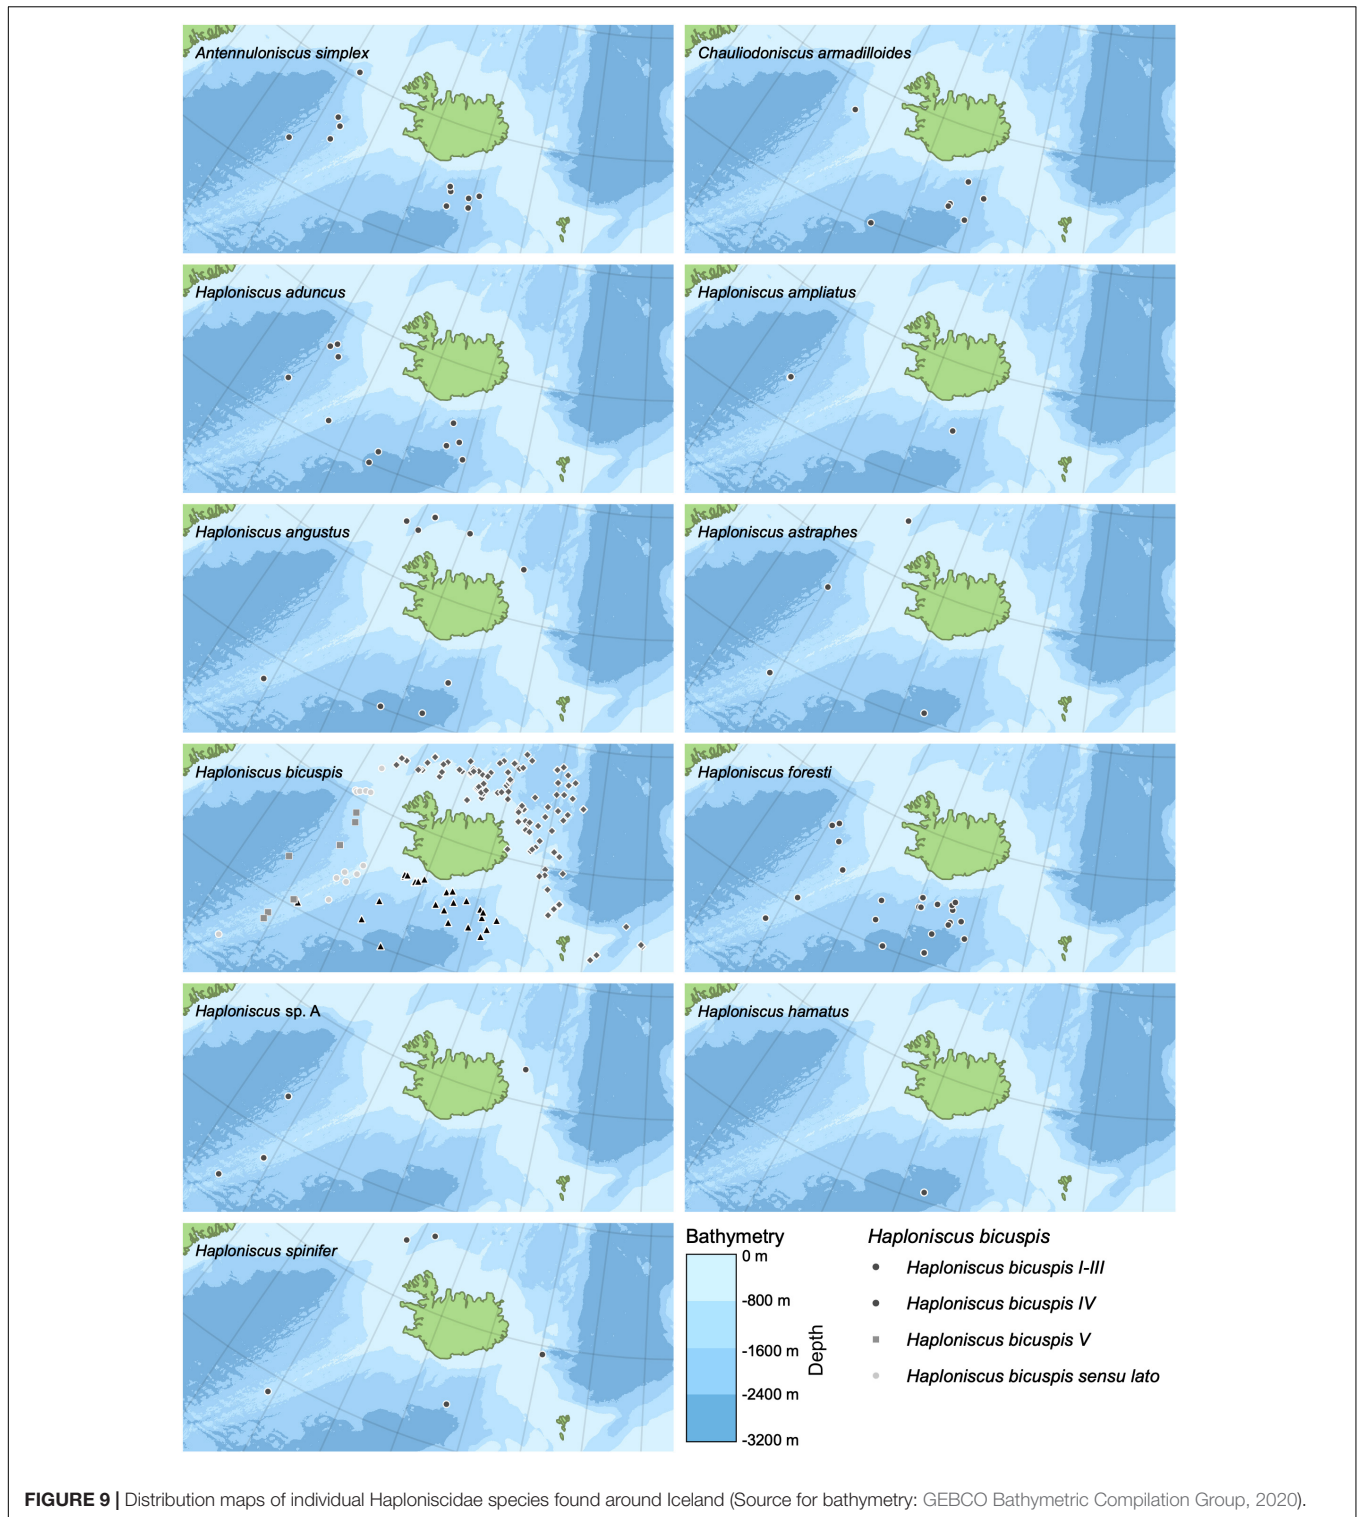 Antennuloniscus simplex
Chauliodoniscus armadilloides
Haploniscus aduncus
Haploniscus ampliatus
Haploniscus angustus
Haploniscus astraphes
Haploniscus bicuspis
Haploniscus foresti
Haploniscus sp. A
Haploniscus hamatus
Haploniscus spinifer
Bathymetry
0 m
-800 m
-1600 m
-2400 m
-3200 m
Depth
Haploniscus bicuspis
Haploniscus bicuspis I-III
Haploniscus bicuspis IV
Haploniscus bicuspis V
Haploniscus bicuspis sensu lato
FIGURE 9 | Distribution maps of individual Haploniscidae species found around Iceland (Source for bathymetry: GEBCO Bathymetric Compilation Group, 2020).